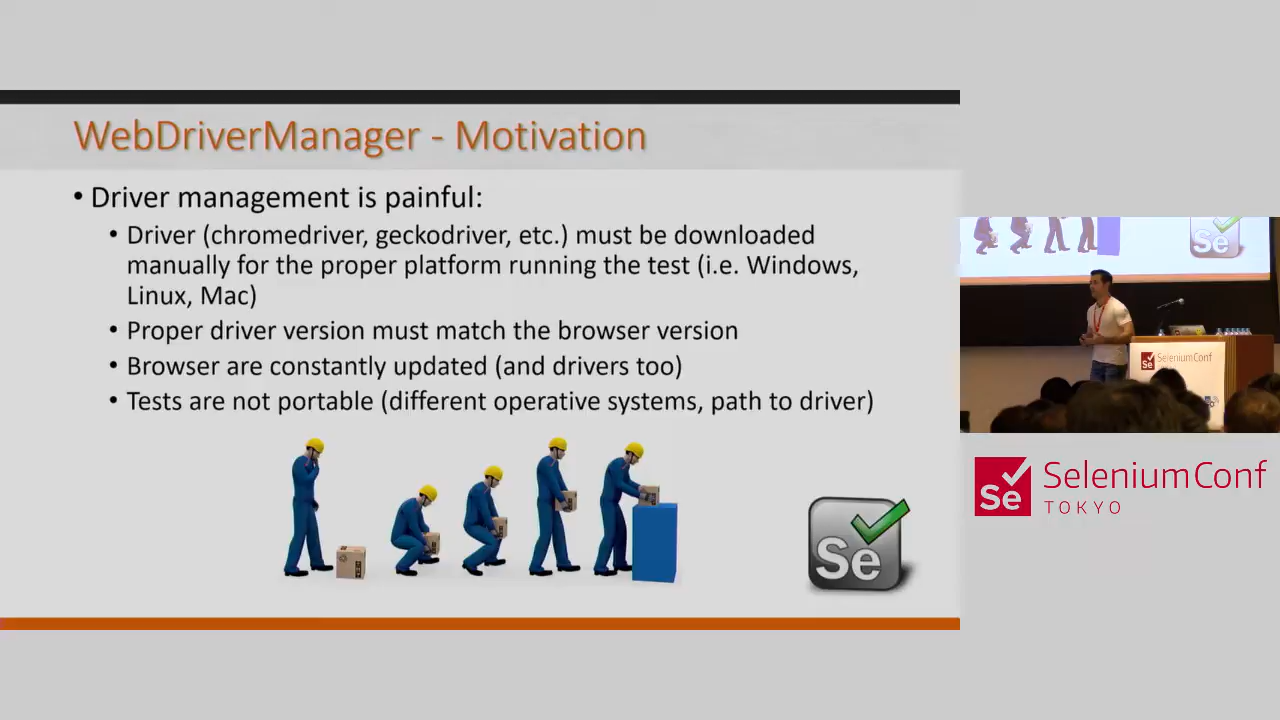 WebDriverManager - Motivation
• Driver management is painful:
• Driver (chromedriver, geckodriver, etc.) must be downloaded
manually for the proper platform running the test (i.e. Windows,
Linux, Mac)
• Proper driver version must match the browser version
• Browser are constantly updated (and drivers too)
• Tests are not portable (different operative systems, path to driver)
Se
Se
Se SeleniumConf
Se SeleniumConf
TOKYO